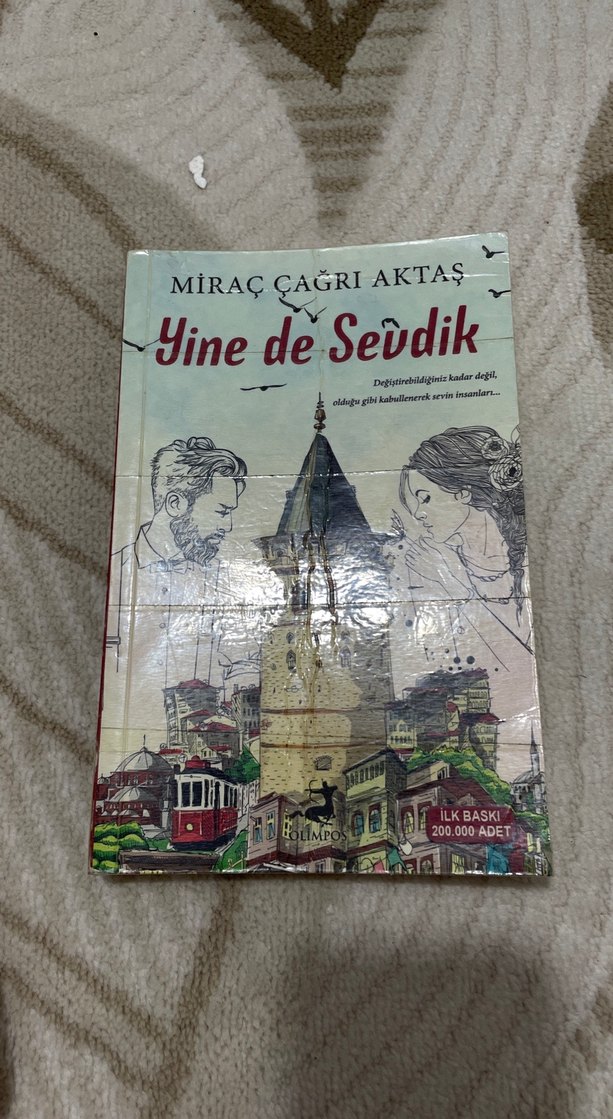 MİRAÇ ÇAĞRI AKTAŞ
Yine de Sevdik
Değiştirebildiğiniz kadar değil,
olduğu gibi kabullenerek sevin insanları...
OLİMPOS
İLK BASKI
200.000 ADET